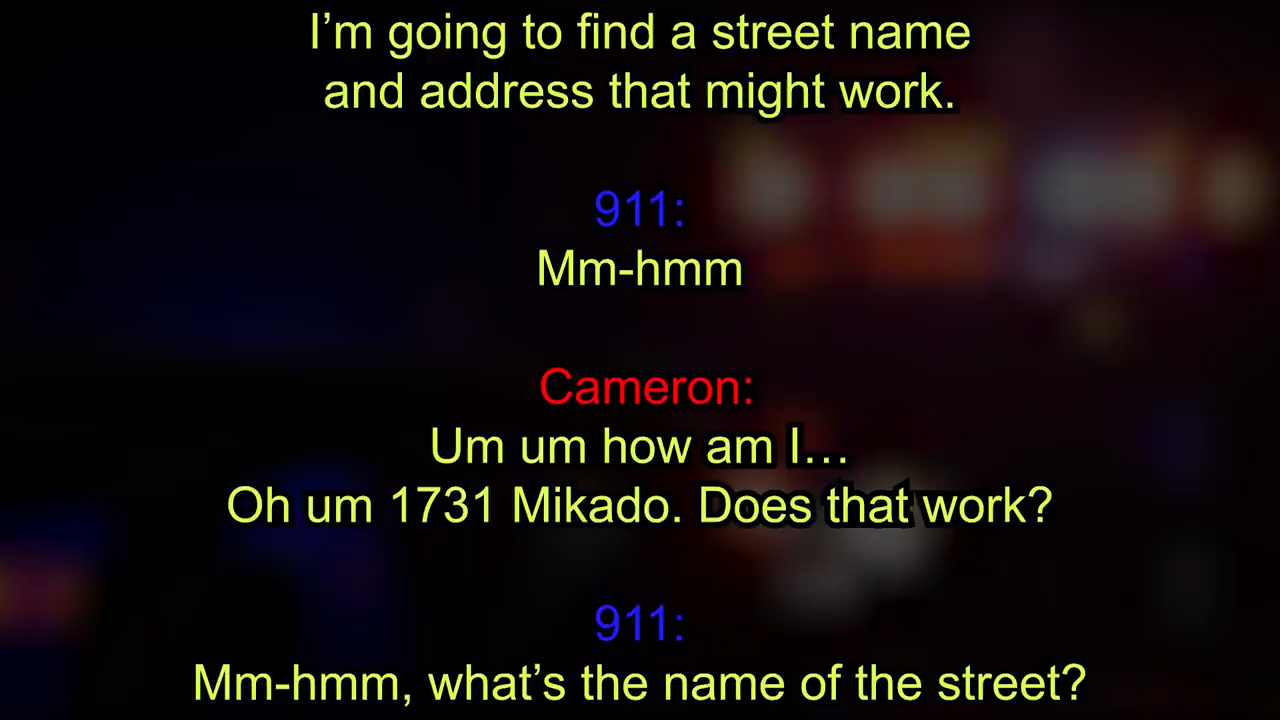 I’m going to find a street name
and address that might work.
911:
Mm-hmm
Cameron:
Um um how am I…
Oh um 1731 Mikado. Does that work?
911:
Mm-hmm, what’s the name of the street?